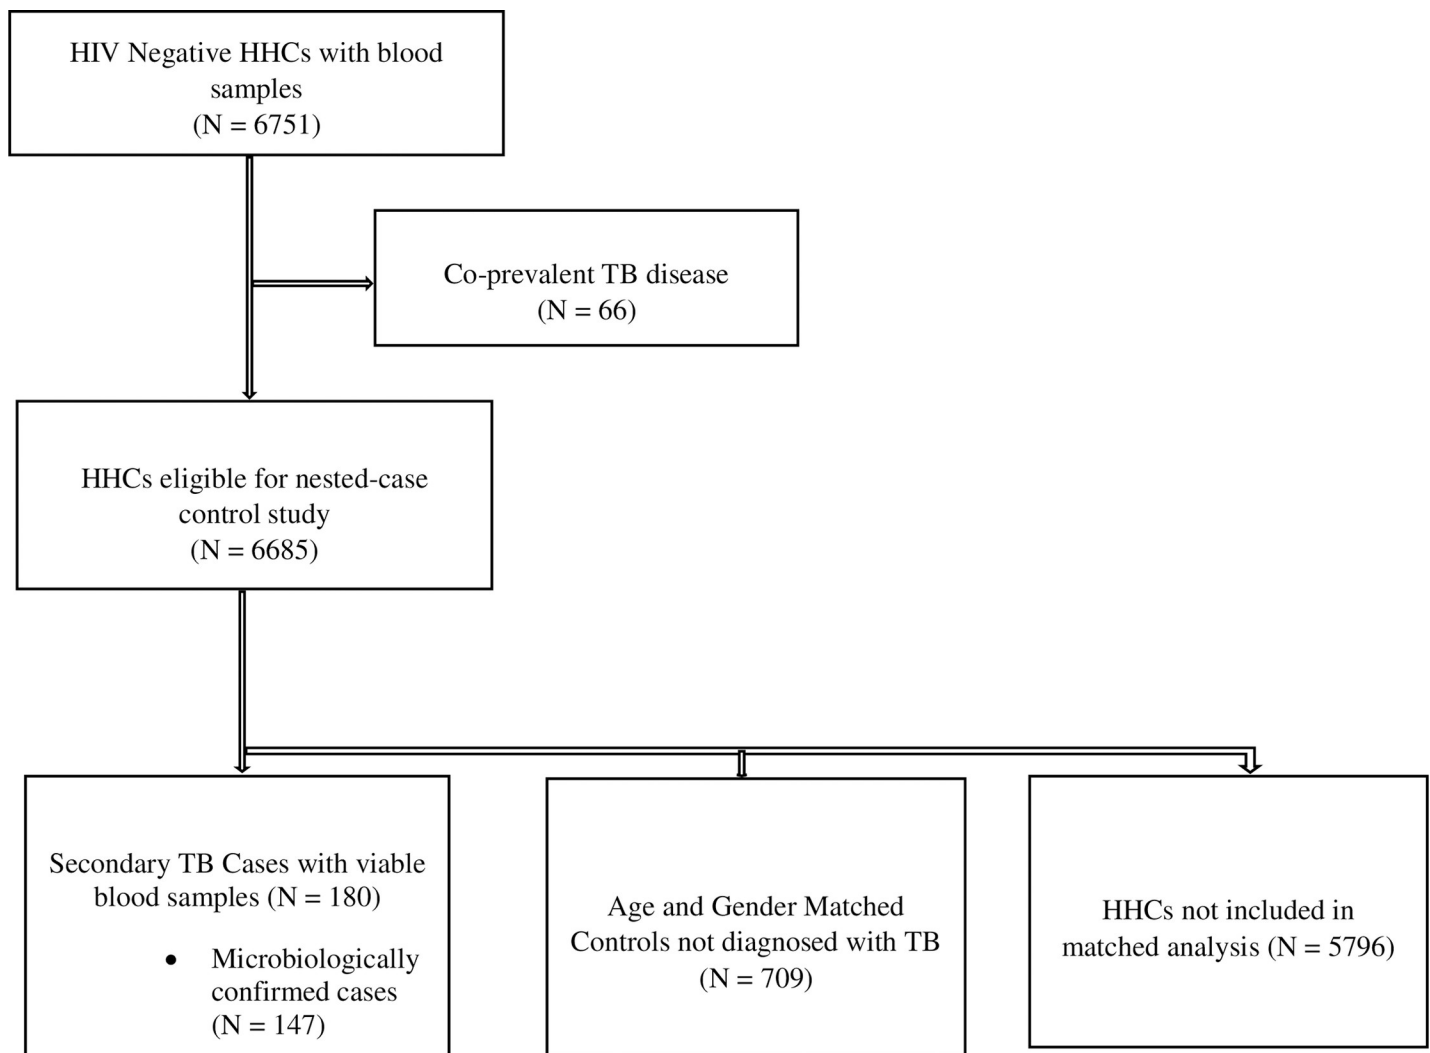 HIV Negative HHCs with blood
samples
(N = 6751)
Co-prevalent TB disease
(N = 66)
HHCs eligible for nested-case
control study
(N = 6685)
Secondary TB Cases with viable
blood samples (N = 180)
• Microbiologically
confirmed cases
(N = 147)
Age and Gender Matched
Controls not diagnosed with TB
(N = 709)
HHCs not included in
matched analysis (N = 5796)